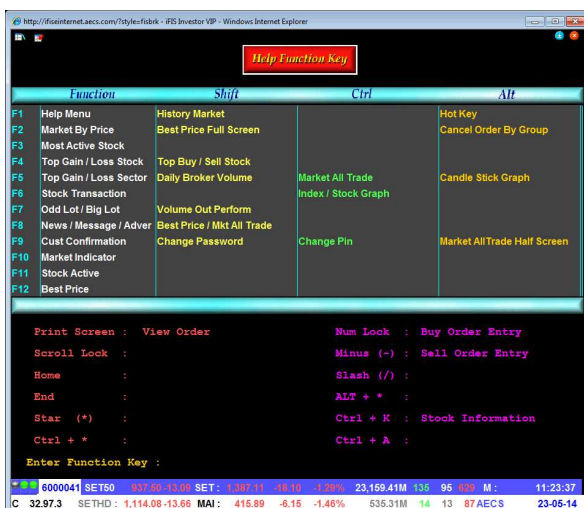 http://ifiseinternet.aecs.com/?style=fisbrk - iFIS Investor VIP - Windows Internet Explorer
Help Function Key
Function Shift Ctrl Alt
F1 Help Menu History Market Hot Key
F2 Market By Price Best Price Full Screen Cancel Order By Group
F3 Most Active Stock
F4 Top Gain / Loss Stock Top Buy / Sell Stock
F5 Top Gain / Loss Sector Daily Broker Volume Market All Trade Candle Stick Graph
F6 Stock Transaction Index / Stock Graph
F7 Odd Lot / Big Lot Volume Out Perform
F8 News / Message / Adver Best Price / Mkt All Trade
F9 Cust Confirmation Change Password Change Pin Market AllTrade Half Screen
F10 Market Indicator
F11 Stock Active
F12 Best Price
Print Screen : View Order Num Lock : Buy Order Entry
Scroll Lock : Minus (-) : Sell Order Entry
Home : Slash (/) :
End : ALT + * :
Star (*) : Ctrl + K : Stock Information
Ctrl + * : Ctrl + A :
Enter Function Key :
6000041 SET50 937.50 -13.09 SET : 1,387.11 -18.10 -1.29% 23,159.41M 135 95 629 M : 11:23:37
C 32.97.3 SETHD : 1,114.08 -13.66 MAI : 415.89 -6.15 -1.46% 535.31M 14 13 87 AECS 23-05-14